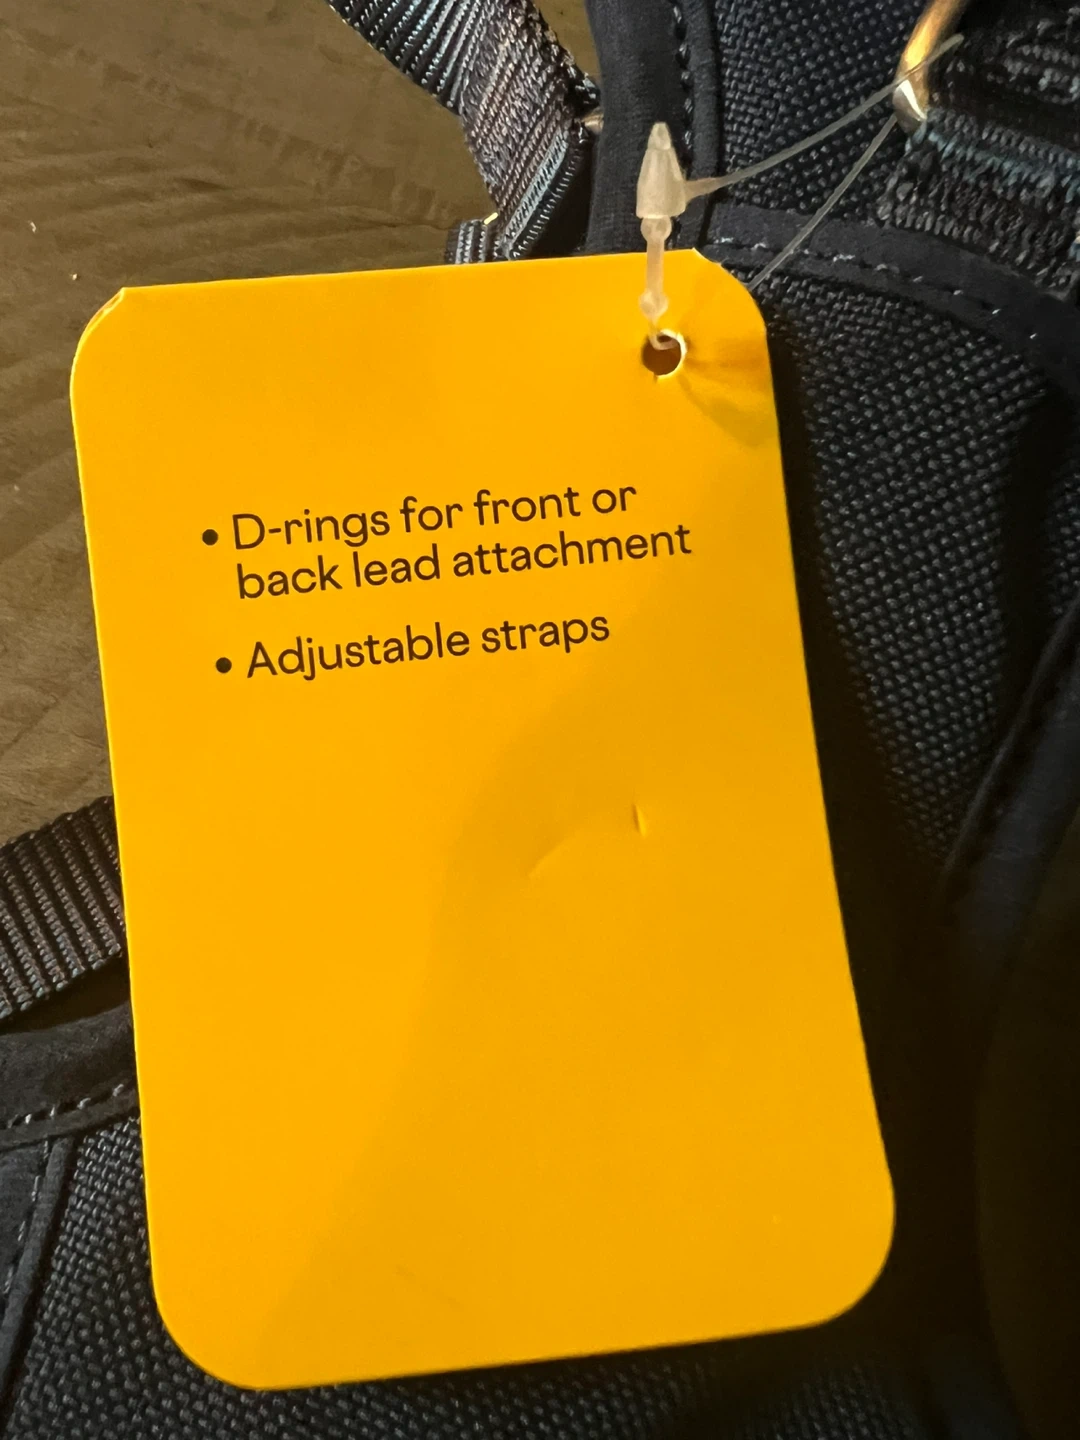 • D-rings for front or
back lead attachment
• Adjustable straps